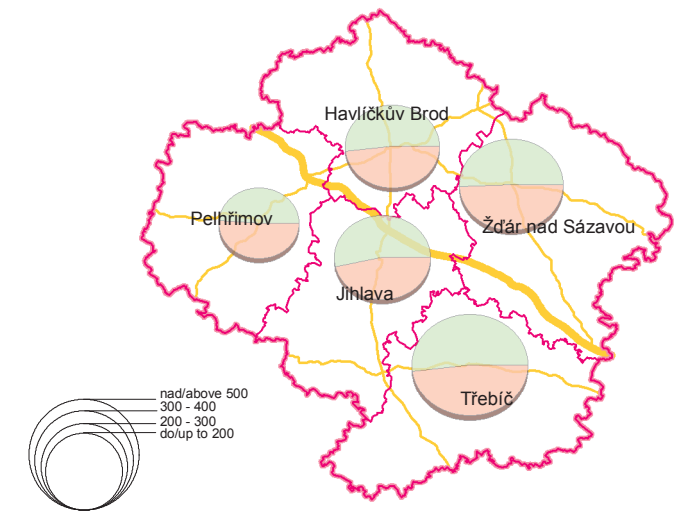 Havlíčkův Brod
Pelhřimov
Žďár nad Sázavou
Jihlava
Třebíč
nad/above 500
300 - 400
200 - 300
do/up to 200